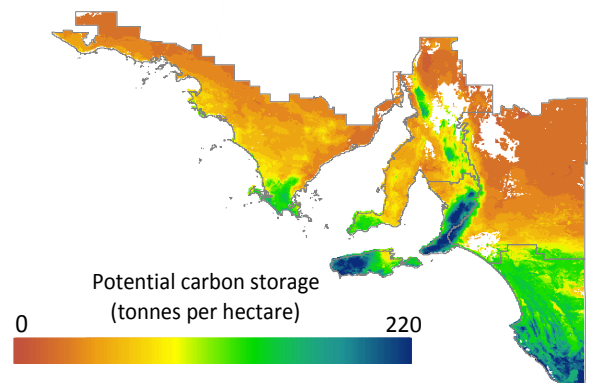 Potential carbon storage
(tonnes per hectare)
0 220